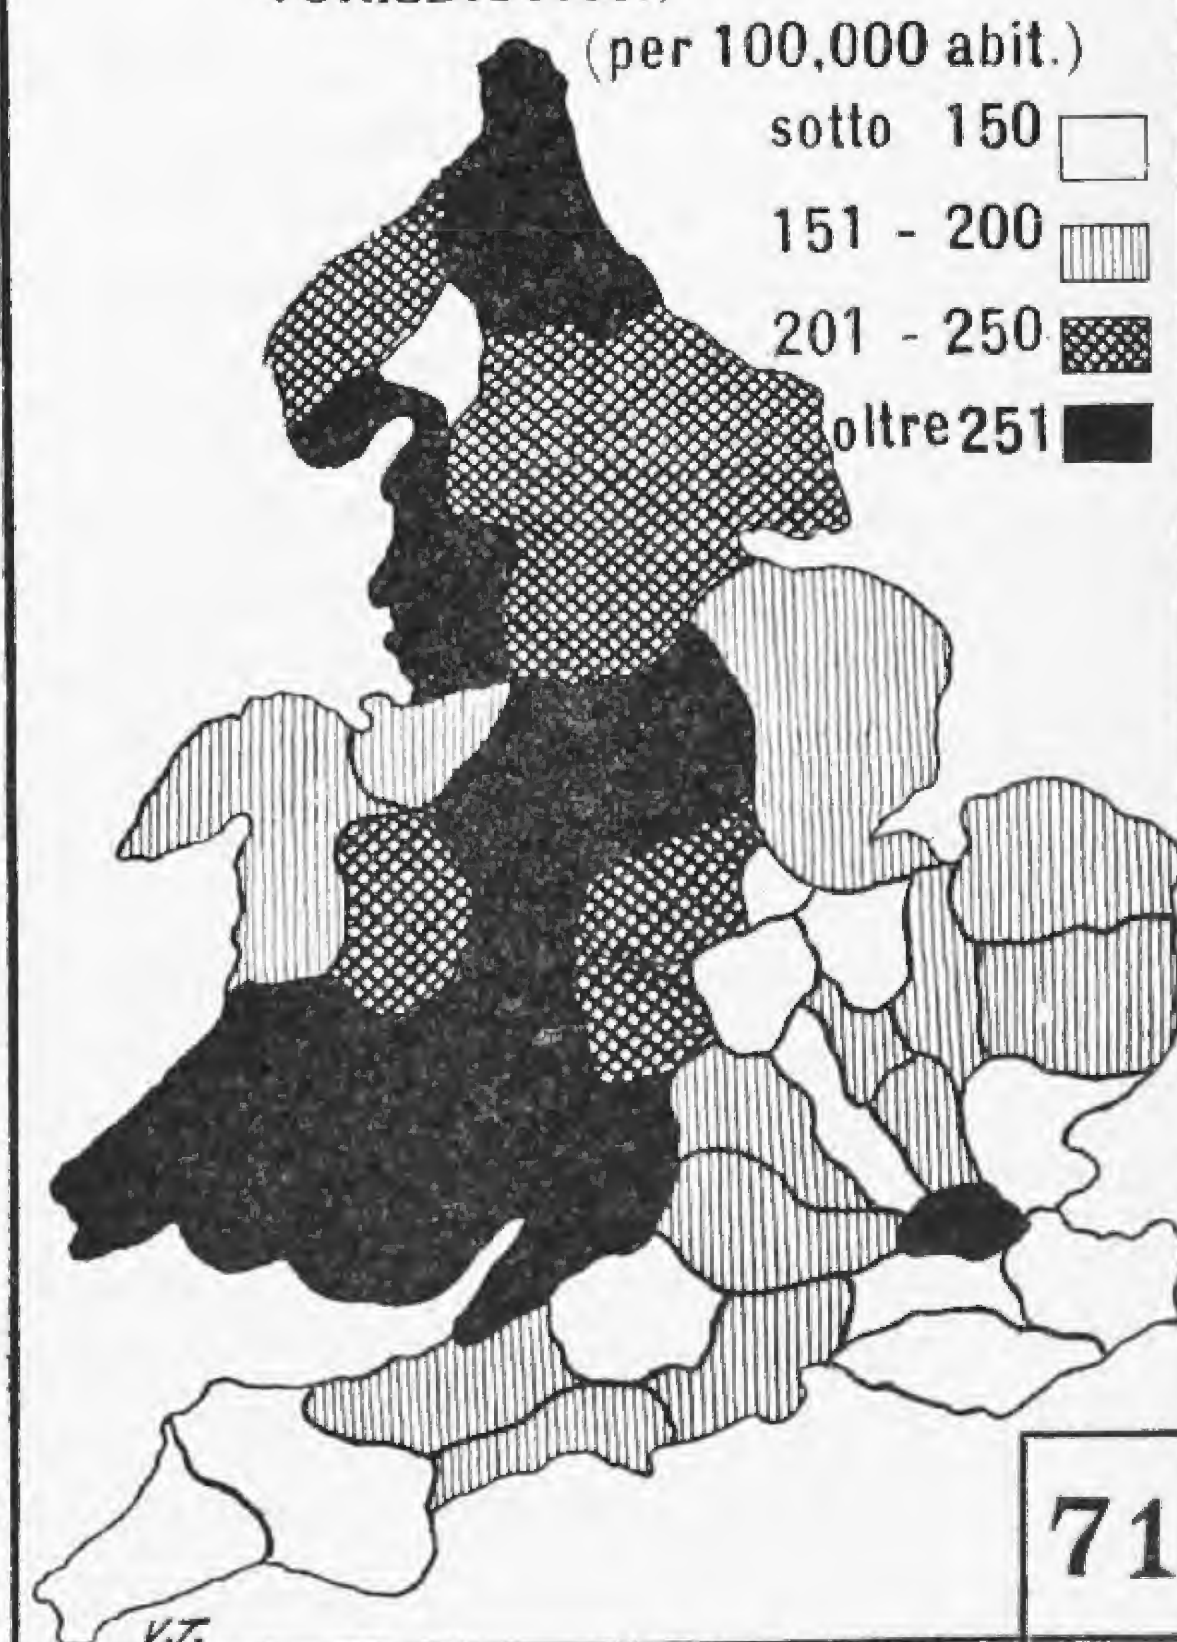 (per 100,000 abit.)
sotto 150
151 - 200
201 - 250
oltre 251
71
V.T.